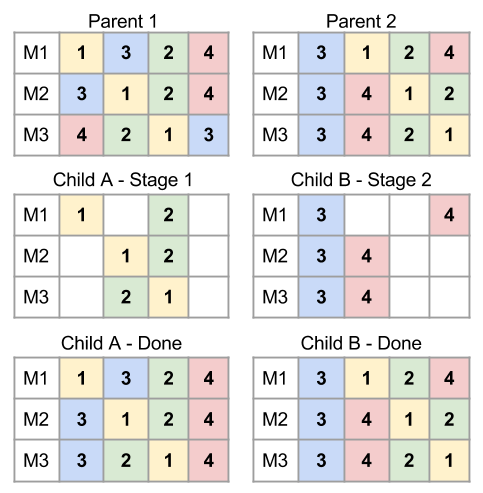 Parent 1
M1 1 3 2 4
M2 3 1 2 4
M3 4 2 1 3
Parent 2
M1 3 1 2 4
M2 3 4 1 2
M3 3 4 2 1
Child A - Stage 1
M1 1 2
M2 1 2
M3 2 1
Child B - Stage 2
M1 3 4
M2 3 4
M3 3 4
Child A - Done
M1 1 3 2 4
M2 3 1 2 4
M3 3 2 1 4
Child B - Done
M1 3 1 2 4
M2 3 4 1 2
M3 3 4 2 1